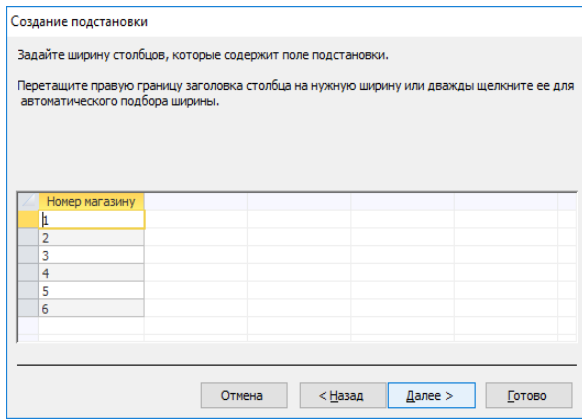 Создание подстановки
Задайте ширину столбцов, которые содержит поле подстановки.
Перетащите правую границу заголовка столбца на нужную ширину или дважды щелкните ее для
автоматического подбора ширины.
Номер магазину
1
2
3
4
5
6
Отмена < Назад Далее > Готово